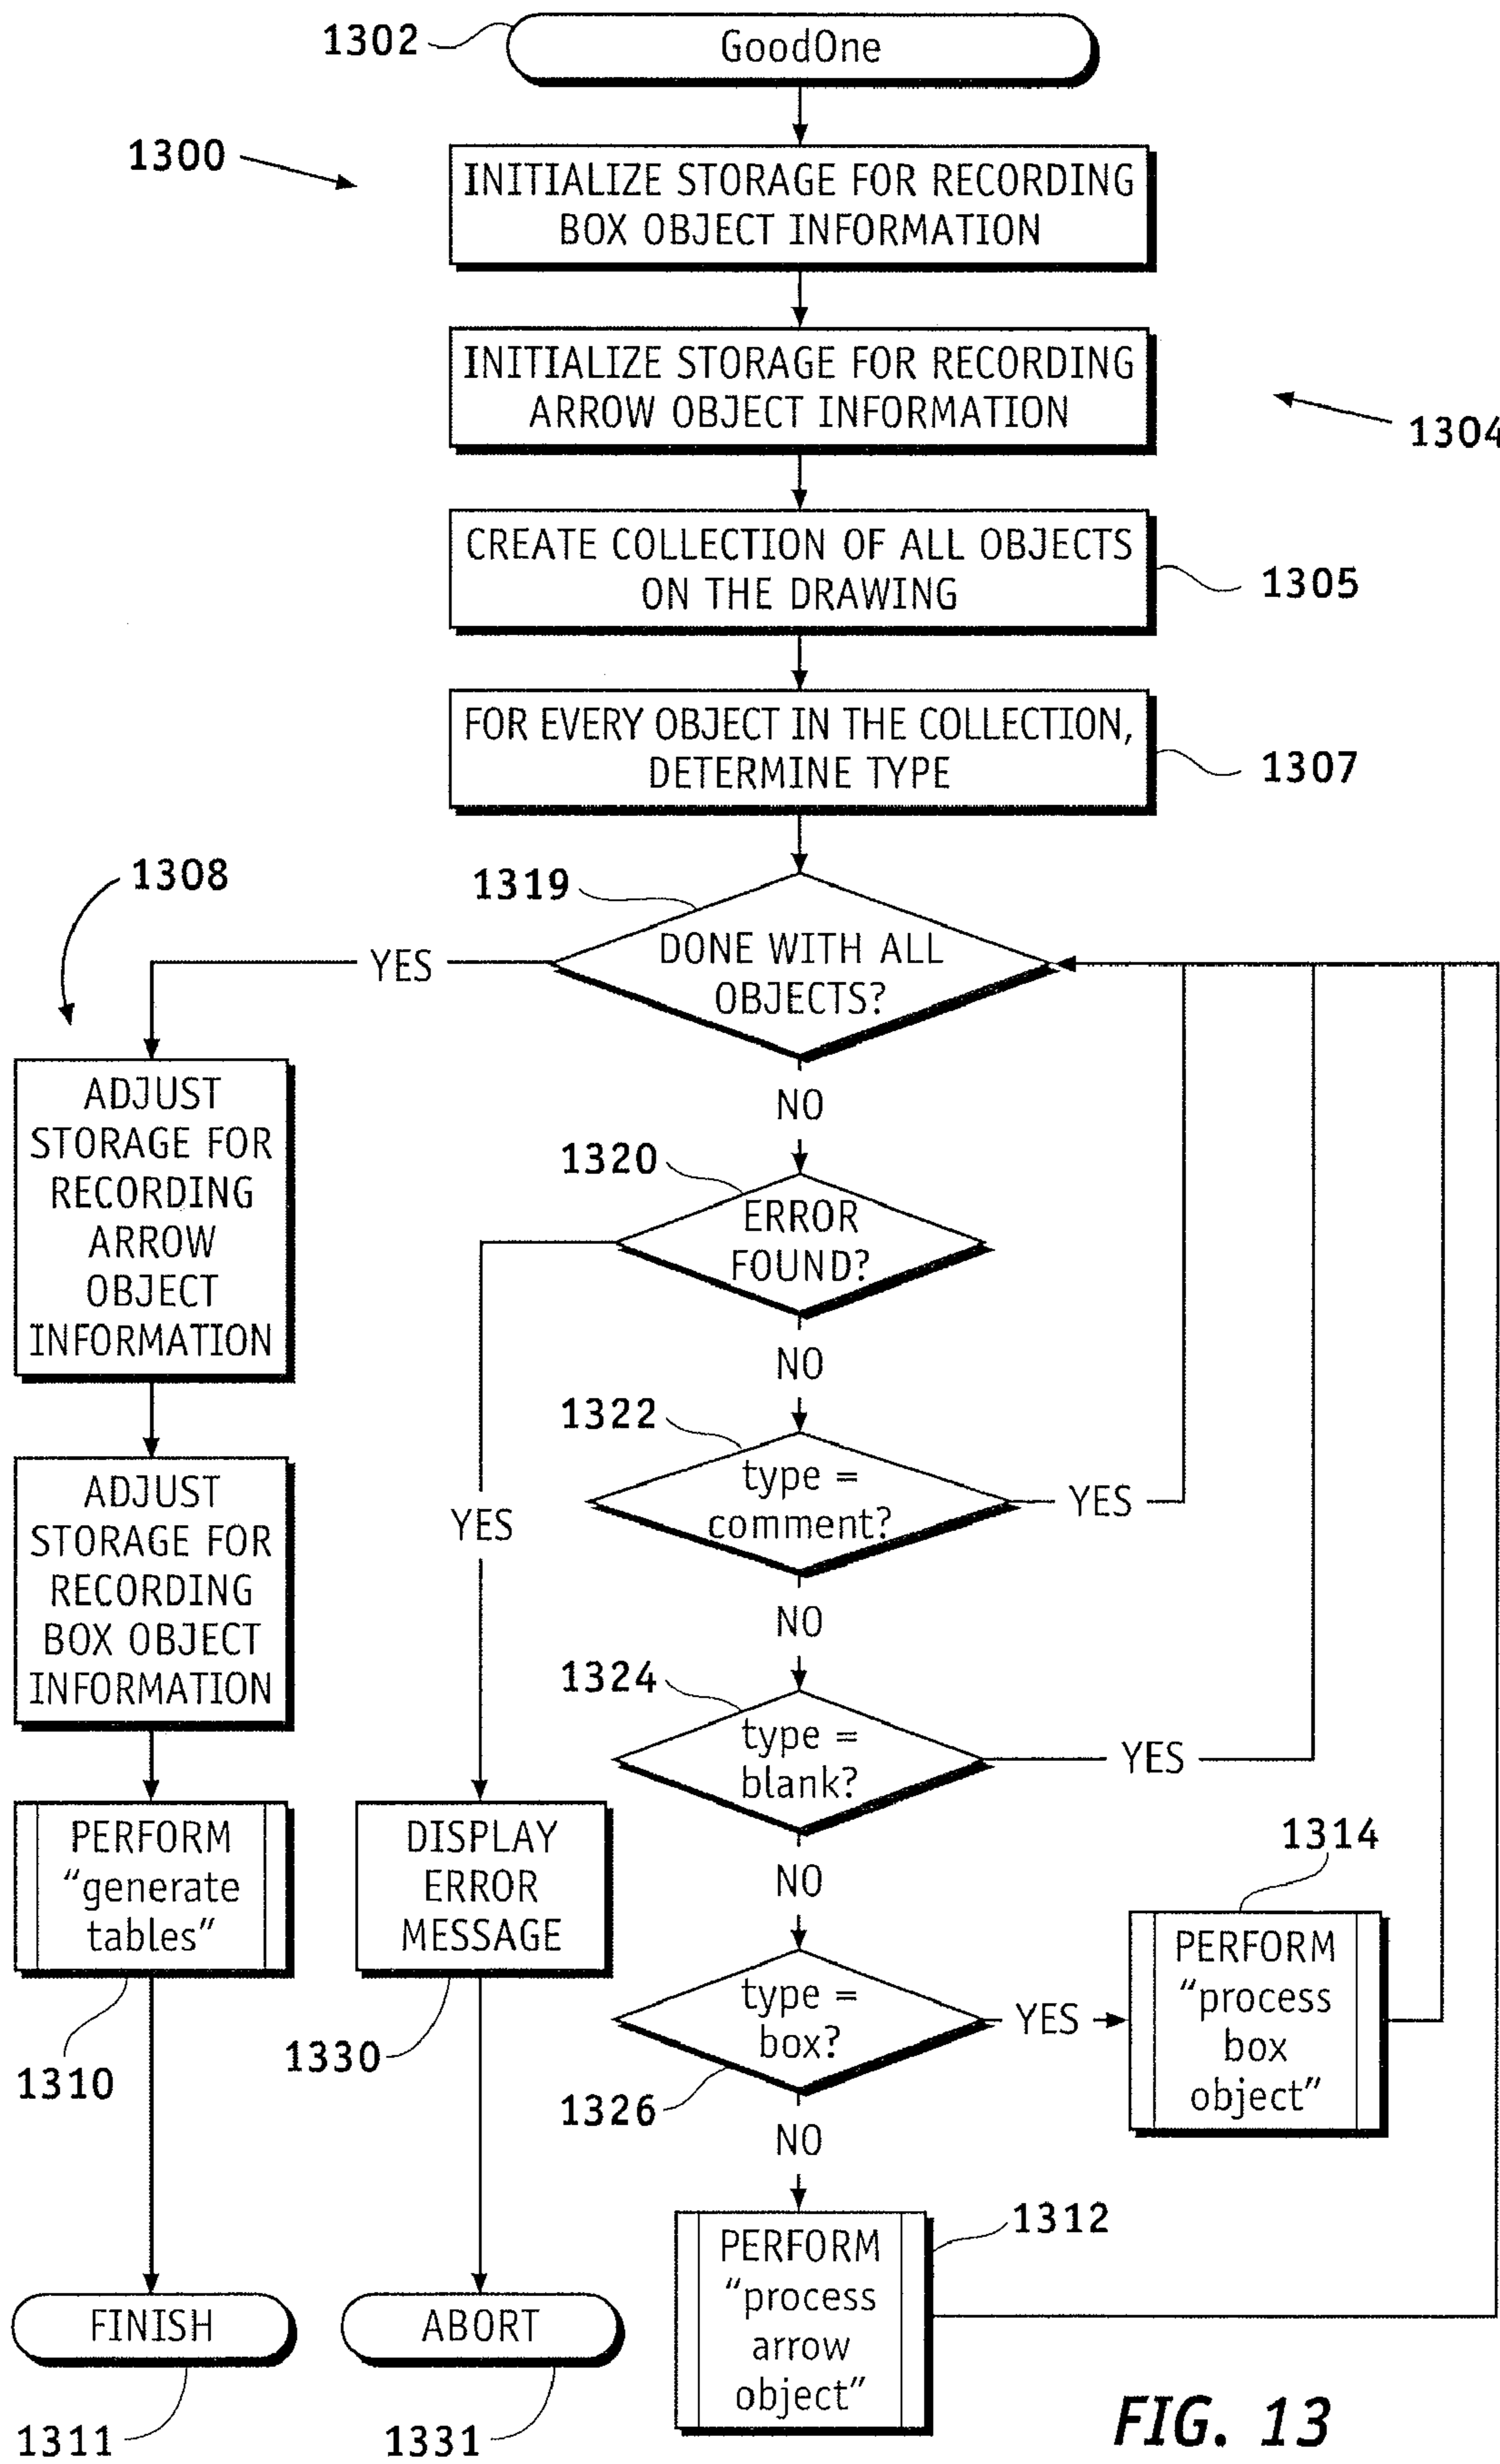 1302
GoodOne
1300
INITIALIZE STORAGE FOR RECORDING
BOX OBJECT INFORMATION
INITIALIZE STORAGE FOR RECORDING
ARROW OBJECT INFORMATION
1304
CREATE COLLECTION OF ALL OBJECTS
ON THE DRAWING
1305
FOR EVERY OBJECT IN THE COLLECTION,
DETERMINE TYPE
1307
1308
1319
DONE WITH ALL
OBJECTS?
YES
NO
ADJUST
STORAGE FOR
RECORDING
ARROW
OBJECT
INFORMATION
1320
ERROR
FOUND?
YES
NO
1322
type =
comment?
YES
NO
ADJUST
STORAGE FOR
RECORDING
BOX OBJECT
INFORMATION
1324
type =
blank?
YES
NO
PERFORM
“generate
tables”
1310
DISPLAY
ERROR
MESSAGE
1330
type =
box?
1326
YES
NO
1314
PERFORM
“process
box
object”
1312
PERFORM
“process
arrow
object”
FINISH
1311
ABORT
1331
FIG. 13